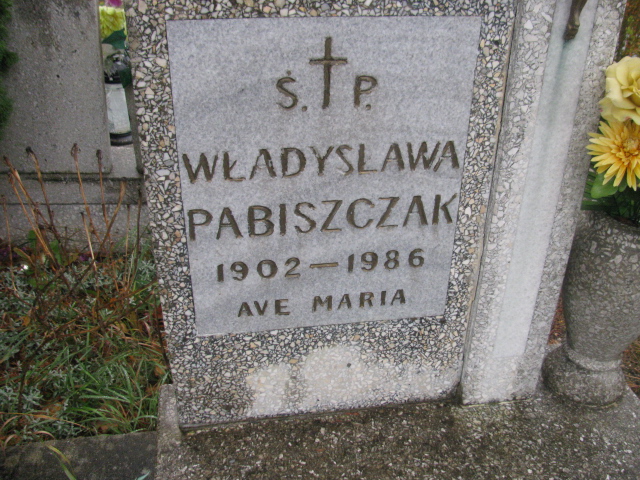 Ś. P.
WŁADYSŁAWA
PABISZCZAK
1902-1986
AVE MARIA